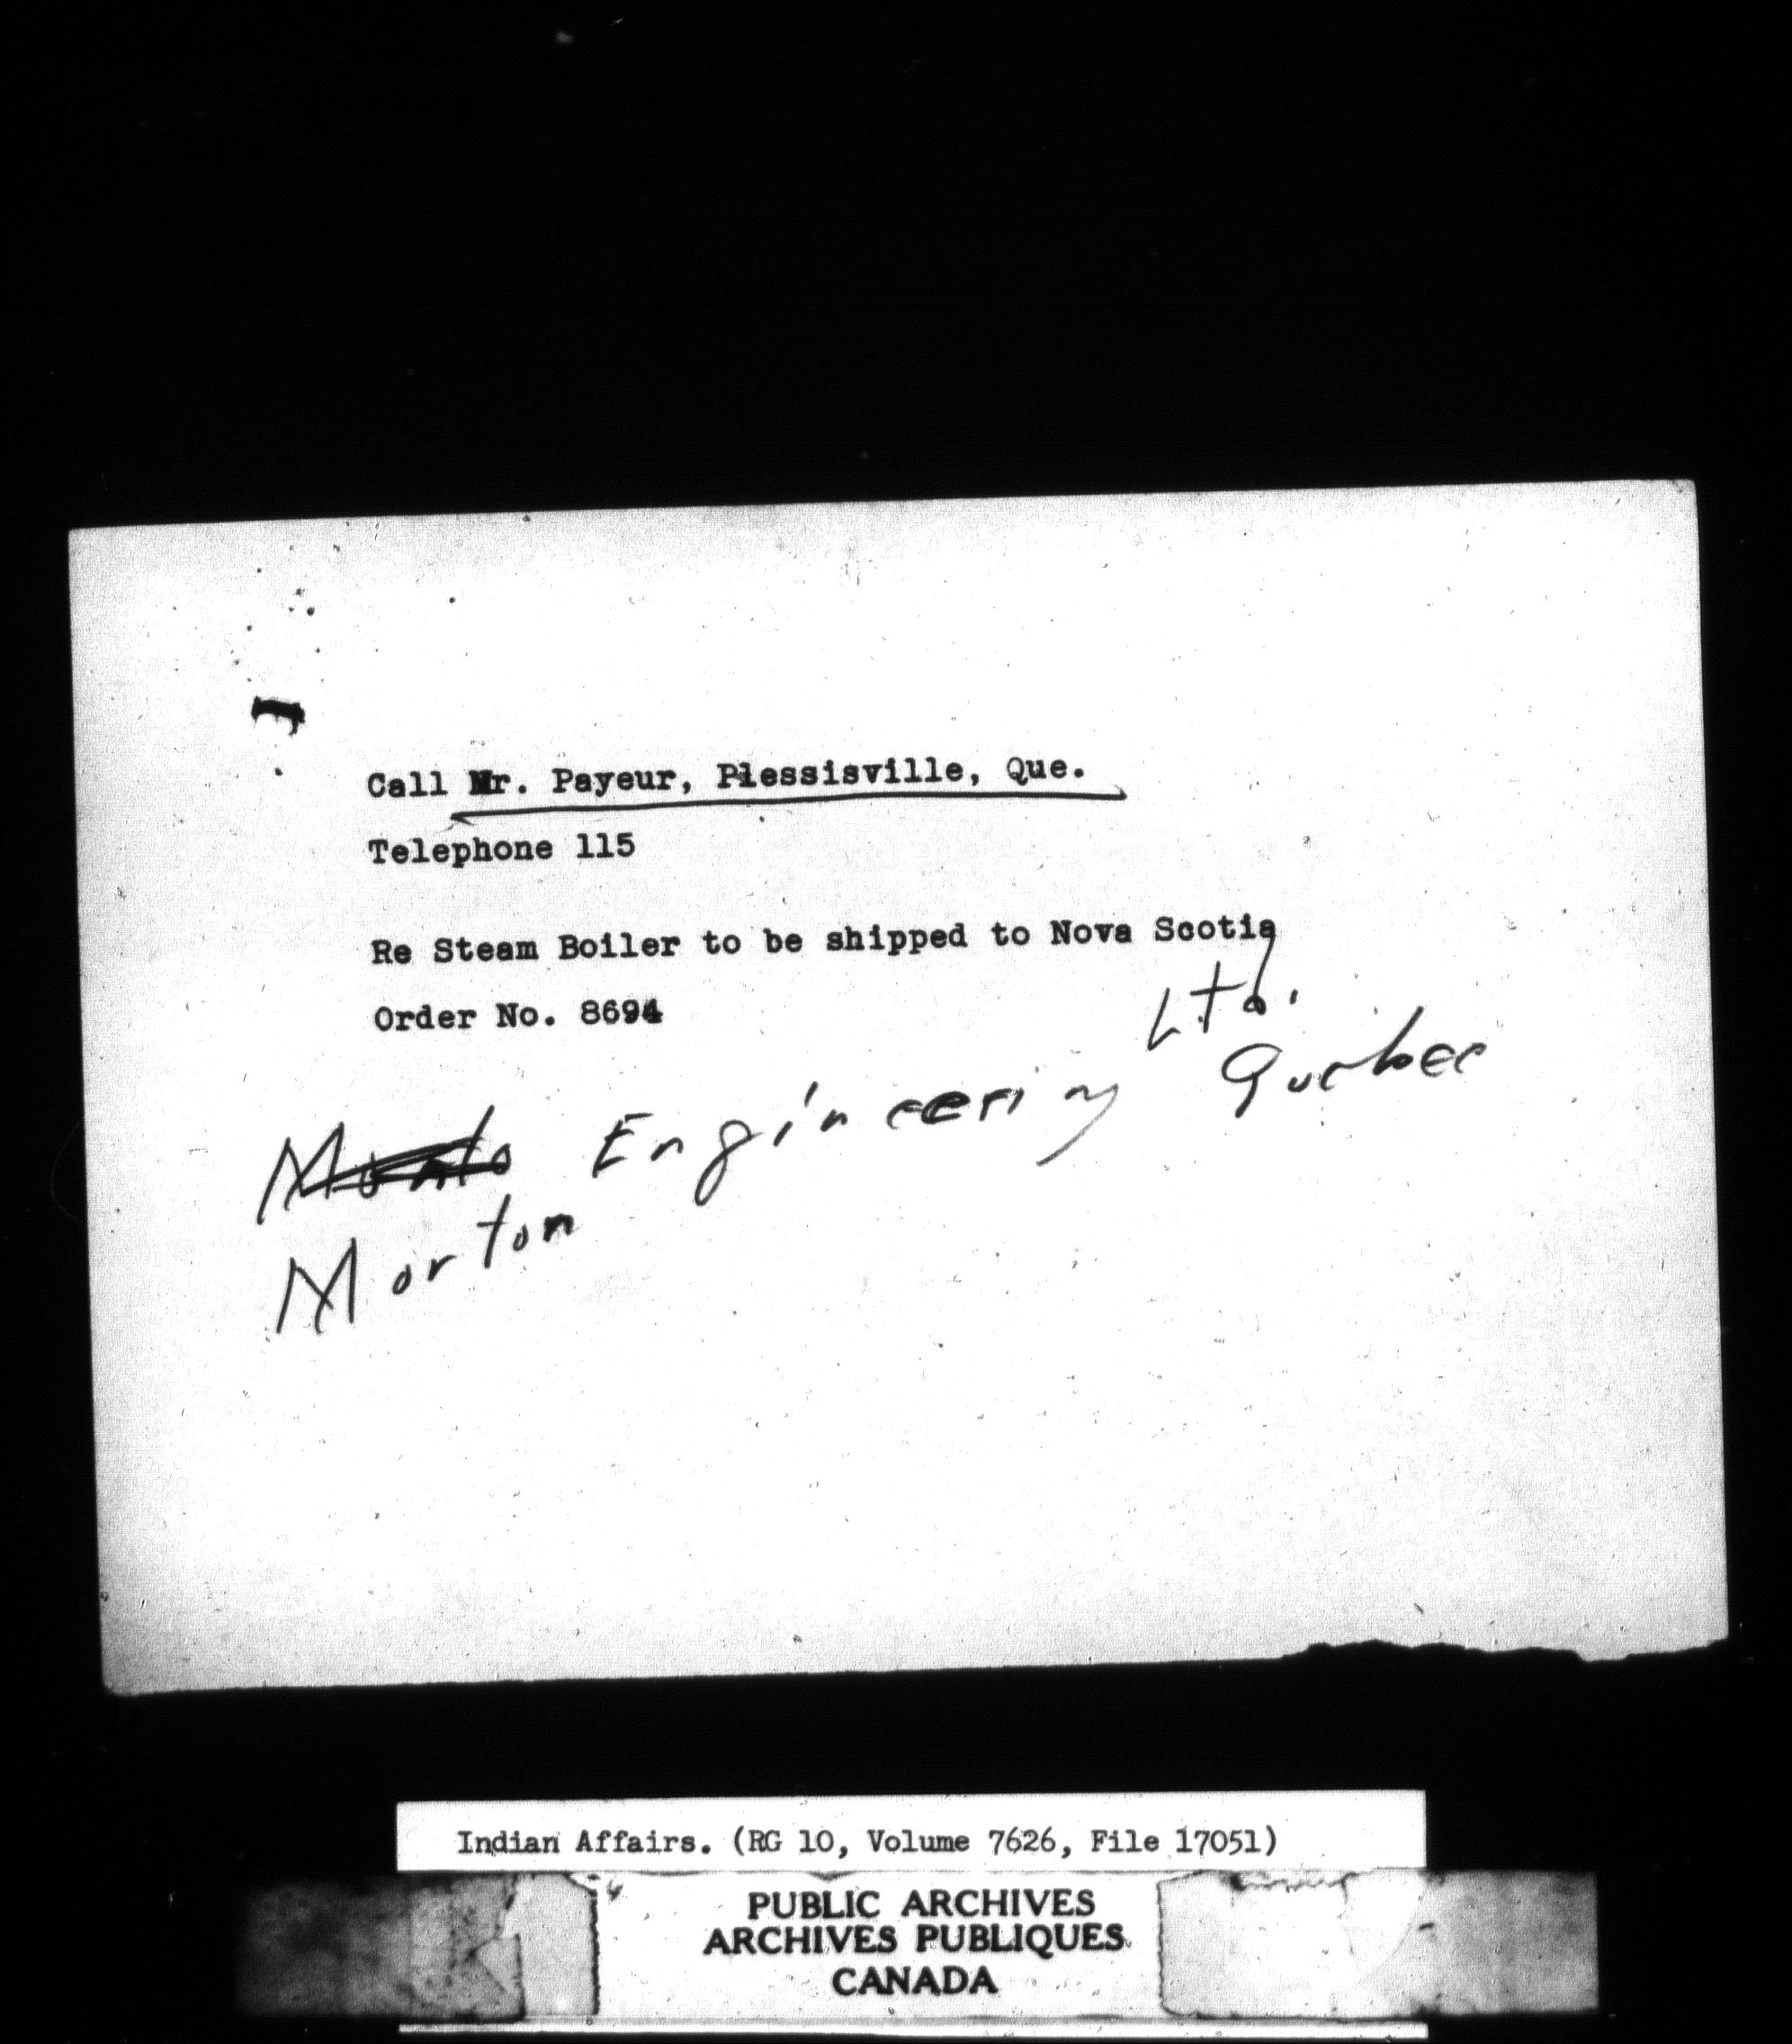 Call Mr. Payeur, Plessisville, Que.
Telephone 115
Re Steam Boiler to be shipped to Nova Scotia
Order No. 8694
Ltd.
Engineering Quebec
Morton
Indian Affairs. (RG 10, Volume 7626, File 17051)
PUBLIC ARCHIVES
ARCHIVES PUBLIQUES
CANADA